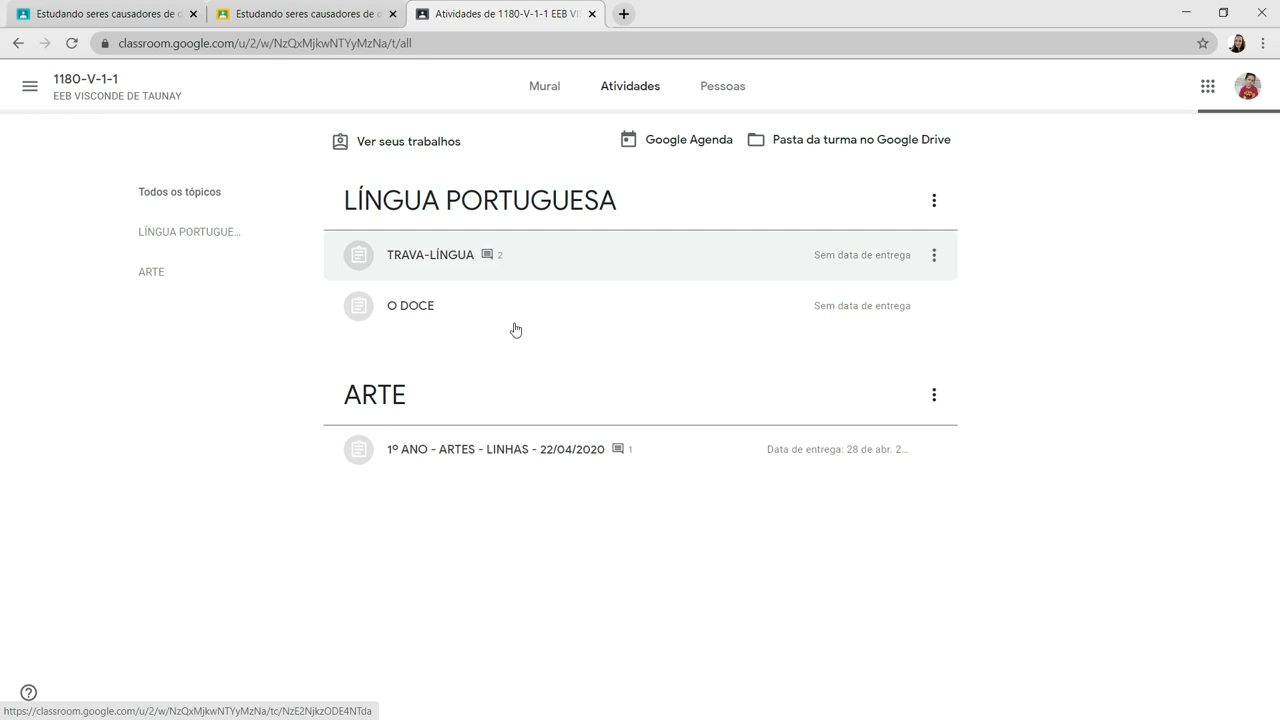 Estudando seres causadores de d
Estudando seres causadores de d
Atividades de 1180-V-1-1 EEB VIS
classroom.google.com/u/2/w/NzQxMjkwNTYyMzNa/t/all
1180-V-1-1
EEB VISCONDE DE TAUNAY
Mural
Atividades
Pessoas
Ver seus trabalhos
Google Agenda
Pasta da turma no Google Drive
Todos os tópicos
LÍNGUA PORTUGUE...
ARTE
LÍNGUA PORTUGUESA
TRAVA-LÍNGUA 2
Sem data de entrega
O DOCE
Sem data de entrega
ARTE
1º ANO - ARTES - LINHAS - 22/04/2020 1
Data de entrega: 28 de abr. 2...
https://classroom.google.com/u/2/w/NzQxMjkwNTYyMzNa/tc/NzE2NjkzODE4NTda